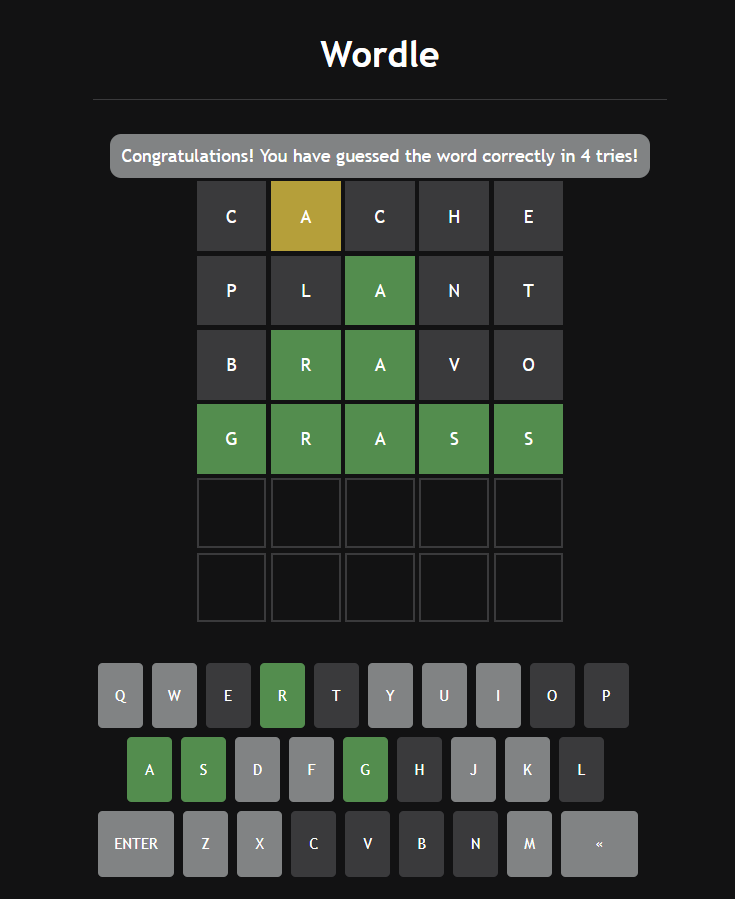 Wordle
Congratulations! You have guessed the word correctly in 4 tries!
C A C H E
P L A N T
B R A V O
G R A S S
Q W E R T Y U I O P
A S D F G H J K L
ENTER Z X C V B N M «